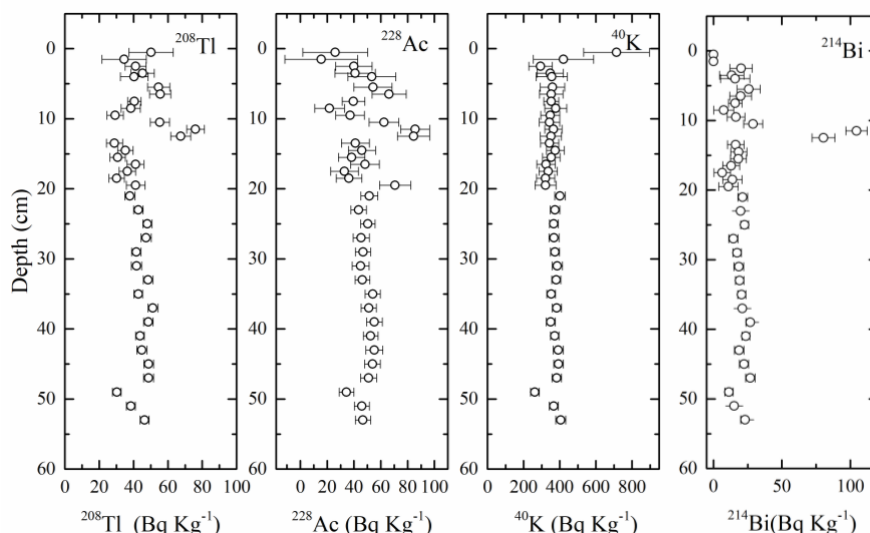 ²⁰⁸Tl
²²⁸Ac
⁴⁰K
²¹⁴Bi
Depth (cm)
0
10
20
30
40
50
60
0
10
20
30
40
50
60
0
10
20
30
40
50
60
0
10
20
30
40
50
60
0 20 40 60 80 100
0 20 40 60 80 100
0 200 400 600 800
0 50 100
²⁰⁸Tl (Bq Kg⁻¹)
²²⁸Ac (Bq Kg⁻¹)
⁴⁰K (Bq Kg⁻¹)
²¹⁴Bi(Bq Kg⁻¹)